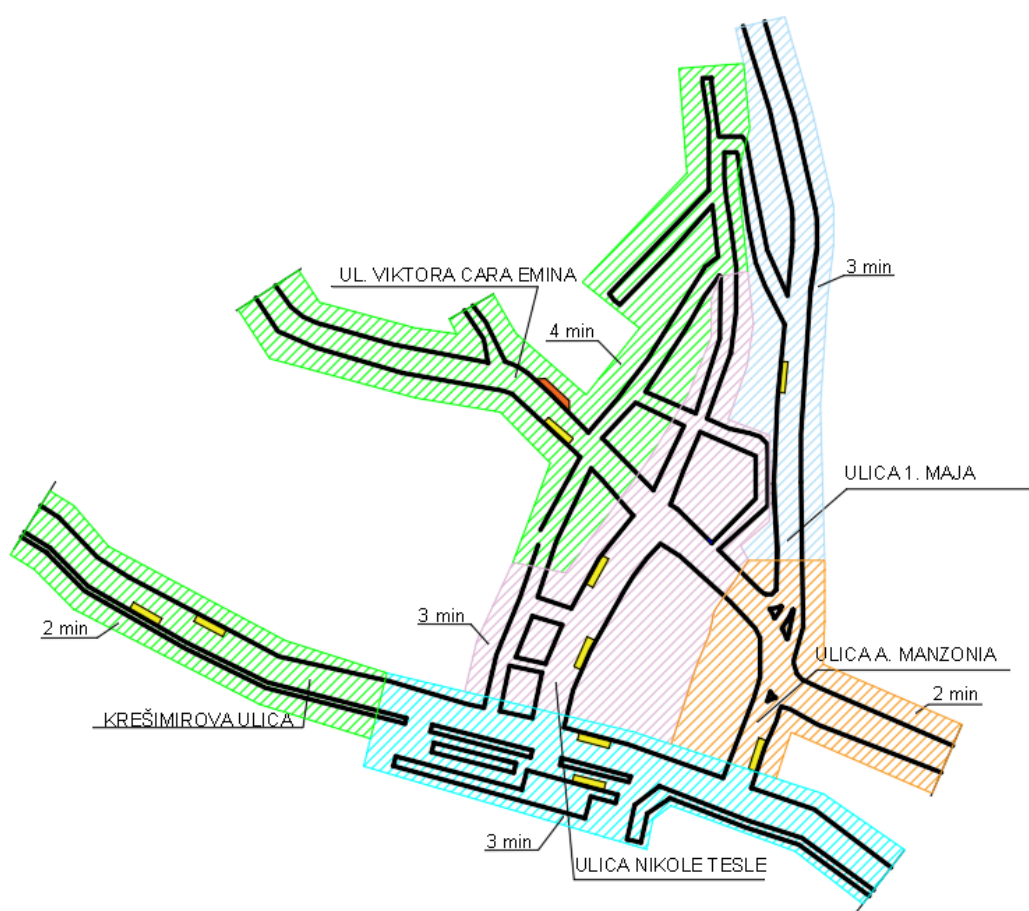 3 min
UL. VIKTORA CARA EMINA
4 min
ULICA 1. MAJA
3 min
2 min
ULICA A. MANZONIA
2 min
KREŠIMIROVA ULICA
3 min
ULICA NIKOLE TESLE